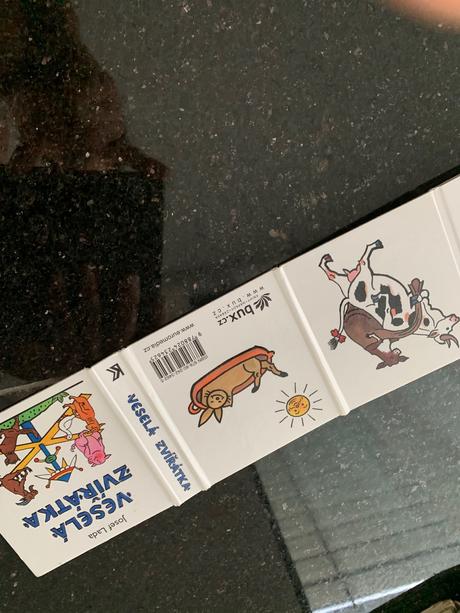 Josef Lada
VESELÁ
ZVÍŘÁTKA
VESELÁ ZVÍŘÁTKA
bux.cz
www.bux.cz
www.euromedia.cz